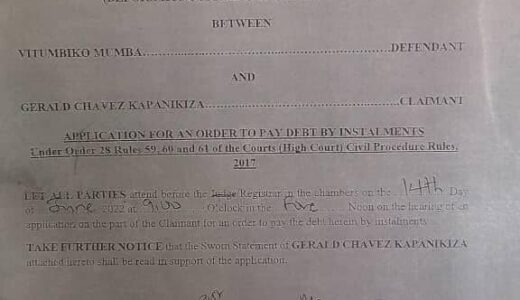 BETWEEN
VITUMBIKO MUMBA.....................................................DEFENDANT
AND
GERALD CHAVEZ KAPANIKIZA.........................................CLAIMANT
APPLICATION FOR AN ORDER TO PAY DEBT BY INSTALMENTS
Under Order 28 Rules 59, 60 and 61 of the Courts (High Court) Civil Procedure Rules,
2017
LET ALL PARTIES attend before the Registrar in the chambers on the 14th Day
of June 2022 at 9:00 O'clock in the Fore Noon on the hearing of an
application on the part of the Claimant for an order to pay the debt herein by instalments
TAKE FURTHER NOTICE that the Sworn Statement of GERALD CHAVEZ KAPANIKIZA
attached hereto shall be read in support of the application.